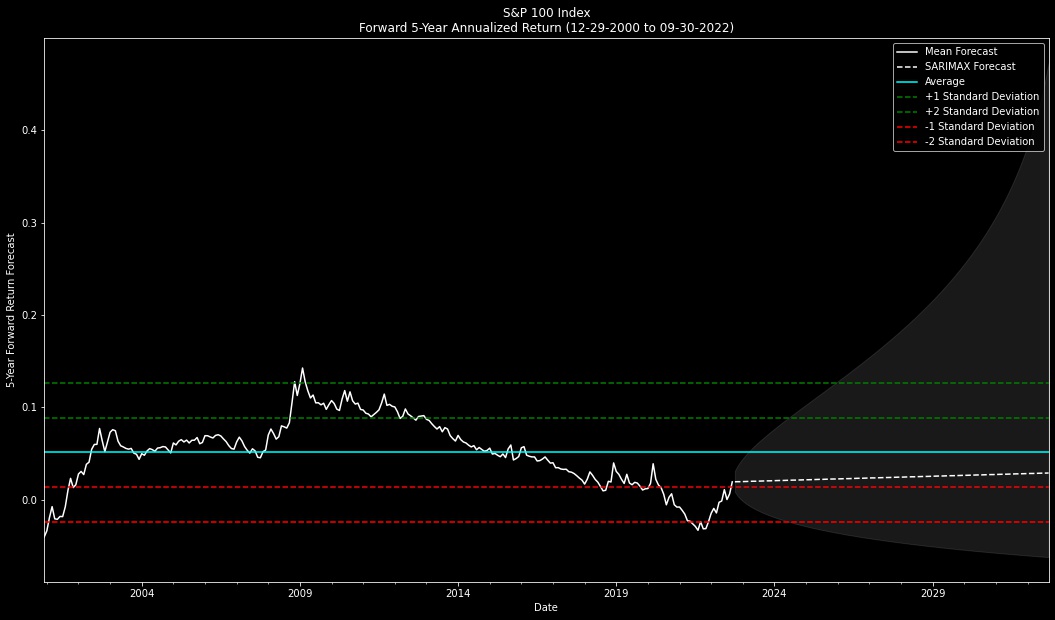 S&P 100 Index
Forward 5-Year Annualized Return (12-29-2000 to 09-30-2022)
Mean Forecast
SARIMAX Forecast
Average
+1 Standard Deviation
+2 Standard Deviation
-1 Standard Deviation
-2 Standard Deviation
5-Year Forward Return Forecast
0.4
0.3
0.2
0.1
0.0
2004 2009 2014 2019 2024 2029
Date